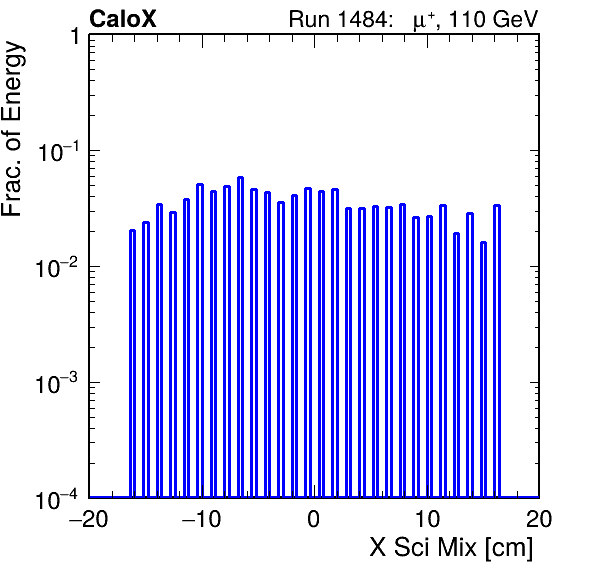 CaloX Run 1484: μ⁺, 110 GeV
Frac. of Energy
1
10⁻¹
10⁻²
10⁻³
10⁻⁴
−20 −10 0 10 20
X Sci Mix [cm]